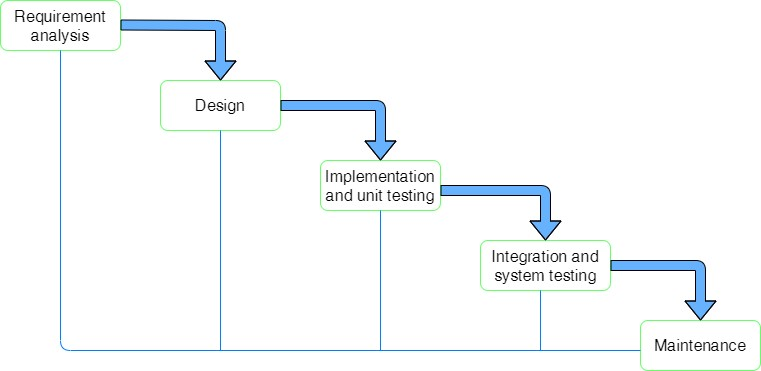 Requirement
analysis
Design
Implementation
and unit testing
Integration and
system testing
Maintenance